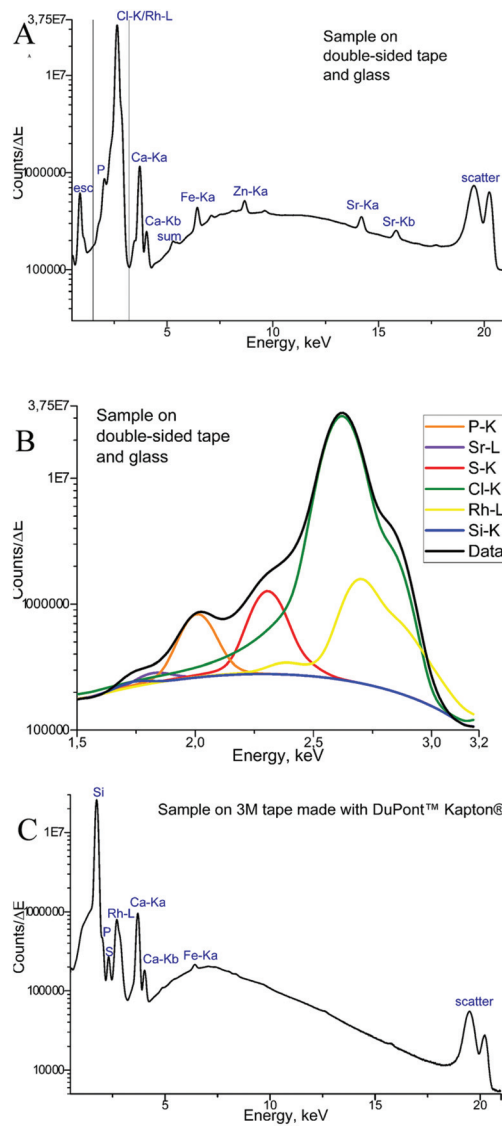 A
3,75E7
Cl-K/Rh-L
Sample on
double-sided tape
and glass
1E7
Counts/ΔE
1000000
100000
esc
P
Ca-Ka
Ca-Kb
sum
Fe-Ka
Zn-Ka
Sr-Ka
Sr-Kb
scatter
5
10
15
20
Energy, keV
B
3,75E7
Sample on
double-sided tape
and glass
1E7
Counts/ΔE
1000000
100000
P-K
Sr-L
S-K
Cl-K
Rh-L
Si-K
Data
1,5
2,0
2,5
3,0
3,2
Energy, keV
C
Si
Sample on 3M tape made with DuPont™ Kapton®
1E7
Counts/ΔE
1000000
100000
10000
P
S
Rh-L
Ca-Ka
Ca-Kb
Fe-Ka
scatter
5
10
15
20
Energy, keV